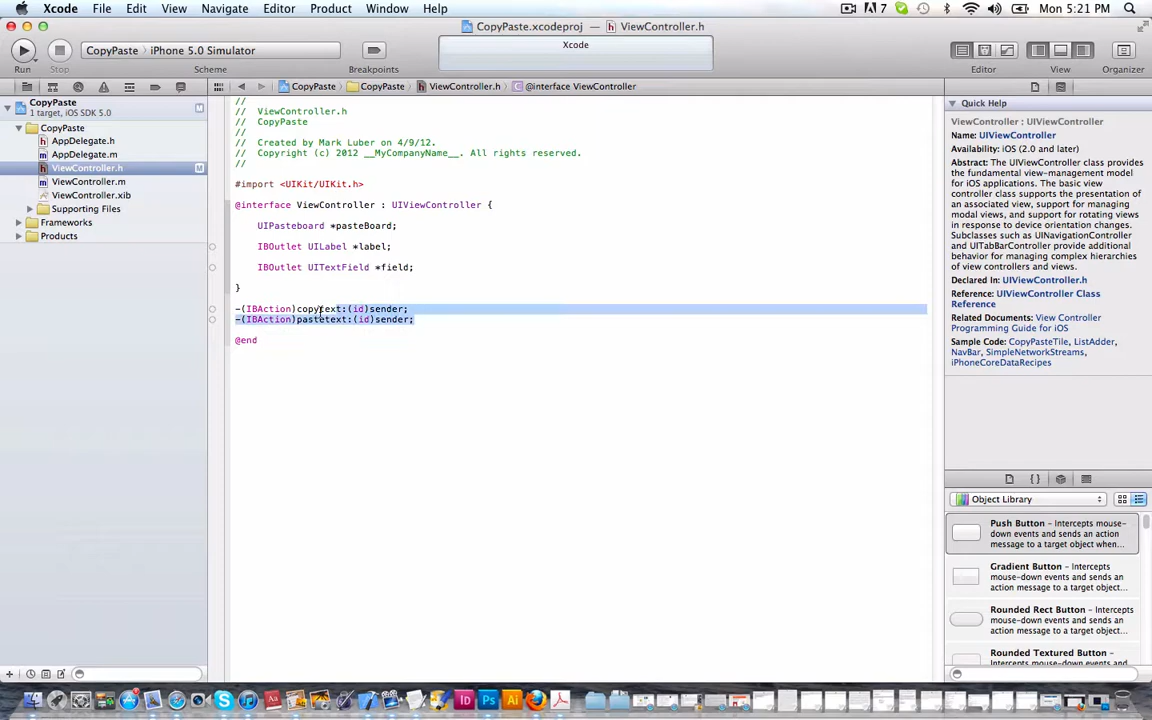 Xcode File Edit View Navigate Editor Product Window Help 7 Mon 5:21 PM
CopyPaste.xcodeproj — ViewController.h
CopyPaste iPhone 5.0 Simulator
Xcode
Run Stop Scheme Breakpoints Editor View Organizer
CopyPaste CopyPaste ViewController.h @interface ViewController
CopyPaste
1 target, iOS SDK 5.0
M
CopyPaste
AppDelegate.h
AppDelegate.m
ViewController.h
M
ViewController.m
ViewController.xib
Supporting Files
Frameworks
Products
//
// ViewController.h
// CopyPaste
//
// Created by Mark Luber on 4/9/12.
// Copyright (c) 2012 __MyCompanyName__. All rights reserved.
//
#import <UIKit/UIKit.h>
@interface ViewController : UIViewController {
UIPasteboard *pasteBoard;
IBOutlet UILabel *label;
IBOutlet UITextField *field;
}
-(IBAction)copytext:(id)sender;
-(IBAction)pastetext:(id)sender;
@end
Quick Help
ViewController : UIViewController
Name: UIViewController
Availability: iOS (2.0 and later)
Abstract: The UIViewController class provides
the fundamental view-management model
for iOS applications. The basic view
controller class supports the presentation of
an associated view, support for managing
modal views, and support for rotating views
in response to device orientation changes.
Subclasses such as UINavigationController
and UITabBarController provide additional
behavior for managing complex hierarchies
of view controllers and views.
Declared In: UIViewController.h
Reference: UIViewController Class
Reference
Related Documents: View Controller
Programming Guide for iOS
Sample Code: CopyPasteTile, ListAdder,
NavBar, SimpleNetworkStreams,
iPhoneCoreDataRecipes
Object Library
Push Button – Intercepts mouse-
down events and sends an action
message to a target object when...
Gradient Button – Intercepts
mouse-down events and sends an
action message to a target object...
Rounded Rect Button – Intercepts
mouse-down events and sends an
action message to a target object...
Rounded Textured Button –
Intercepts mouse-down events and
Aa Id Ps Ai